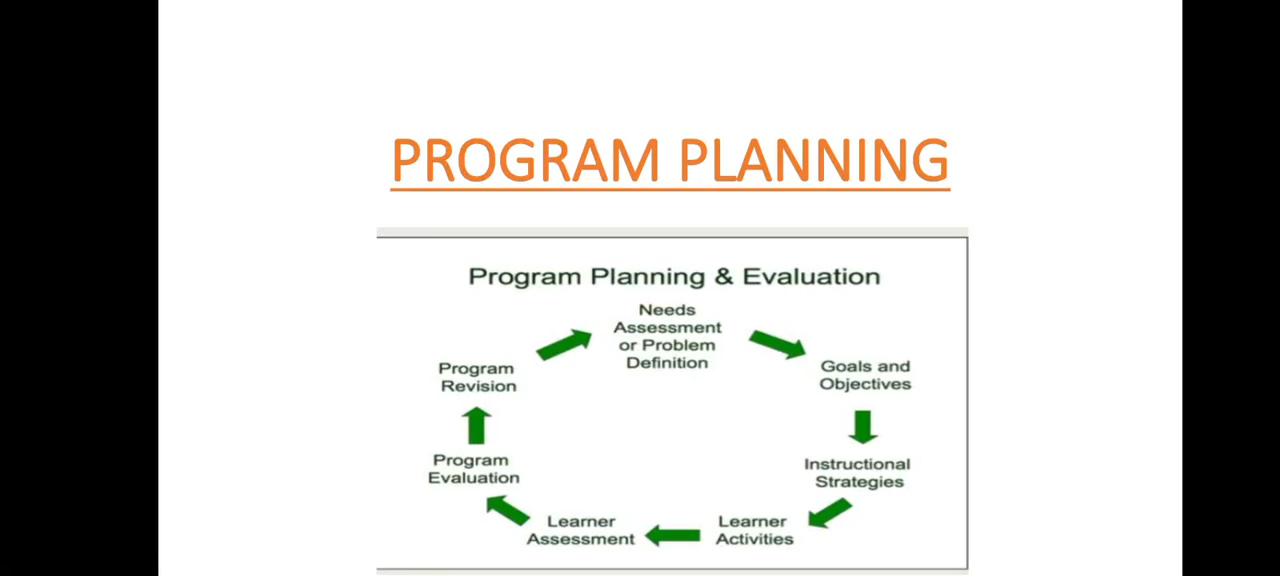 PROGRAM PLANNING
Program Planning & Evaluation
Needs
Assessment
or Problem
Definition
Goals and
Objectives
Instructional
Strategies
Learner
Activities
Learner
Assessment
Program
Evaluation
Program
Revision